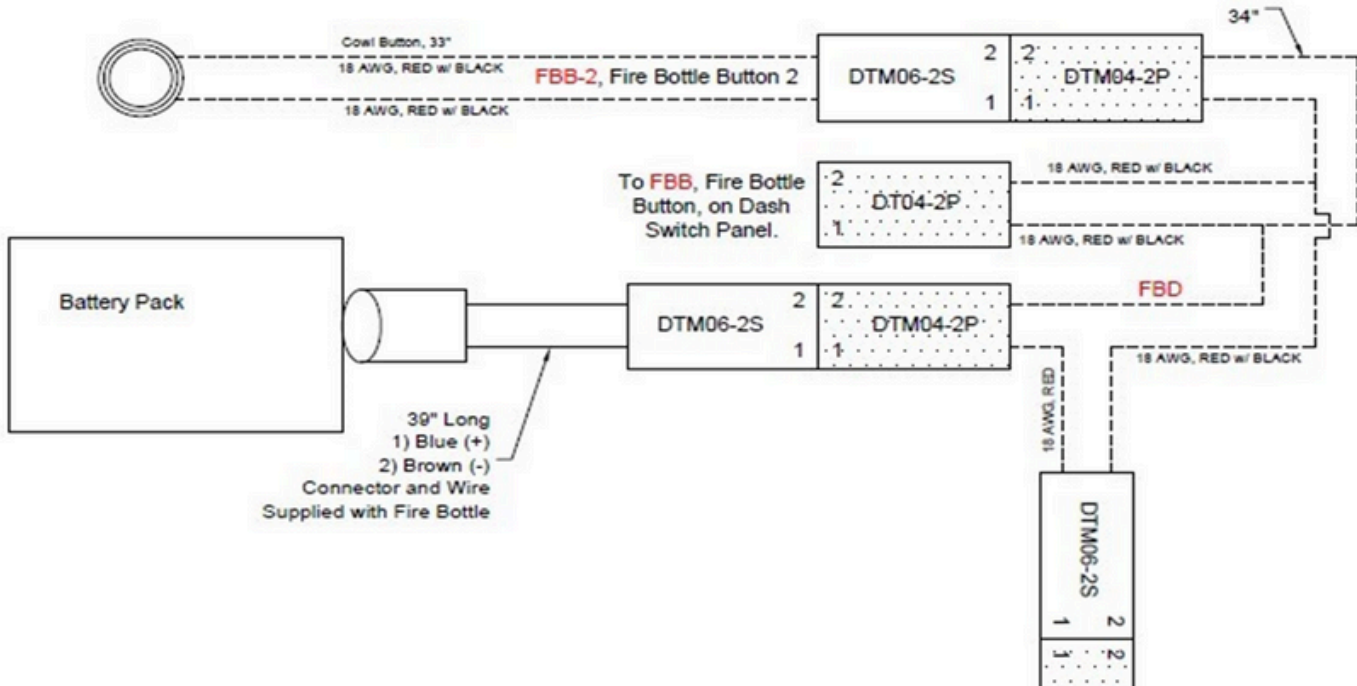 34"
Cowl Button, 33"
18 AWG, RED w/ BLACK
FBB-2, Fire Bottle Button 2
18 AWG, RED w/ BLACK
DTM06-2S
2
1
2
1
DTM04-2P
To FBB, Fire Bottle
Button, on Dash
Switch Panel.
2
1
DT04-2P
18 AWG, RED w/ BLACK
18 AWG, RED w/ BLACK
Battery Pack
DTM06-2S
2
1
2
1
DTM04-2P
FBD
18 AWG, RED w/ BLACK
18 AWG, RED
39" Long
1) Blue (+)
2) Brown (-)
Connector and Wire
Supplied with Fire Bottle
DTM06-2S
1
2
1
2